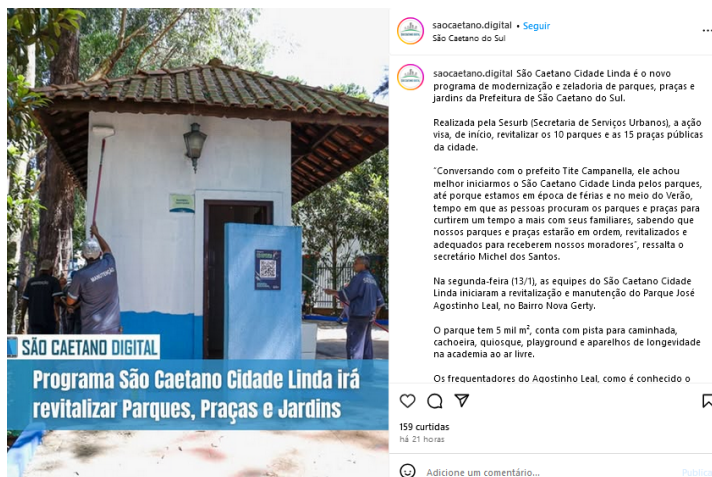 SÃO CAETANO DIGITAL
Programa São Caetano Cidade Linda irá
revitalizar Parques, Praças e Jardins
MANUTENÇÃO
saocaetano.digital • Seguir
São Caetano do Sul
saocaetano.digital São Caetano Cidade Linda é o novo
programa de modernização e zeladoria de parques, praças e
jardins da Prefeitura de São Caetano do Sul.
Realizada pela Sesurb (Secretaria de Serviços Urbanos), a ação
visa, de início, revitalizar os 10 parques e as 15 praças públicas
da cidade.
“Conversando com o prefeito Tite Campanella, ele achou
melhor iniciarmos o São Caetano Cidade Linda pelos parques,
até porque estamos em época de férias e no meio do Verão,
tempo em que as pessoas procuram os parques e praças para
curtirem um tempo a mais com seus familiares, sabendo que
nossos parques e praças estarão em ordem, revitalizados e
adequados para receberem nossos moradores”, ressalta o
secretário Michel dos Santos.
Na segunda-feira (13/1), as equipes do São Caetano Cidade
Linda iniciaram a revitalização e manutenção do Parque José
Agostinho Leal, no Bairro Nova Gerty.
O parque tem 5 mil m², conta com pista para caminhada,
cachoeira, quiosque, playground e aparelhos de longevidade
na academia ao ar livre.
Os frequentadores do Agostinho Leal, como é conhecido o
159 curtidas
há 21 horas
Adicione um comentário...
Publicar